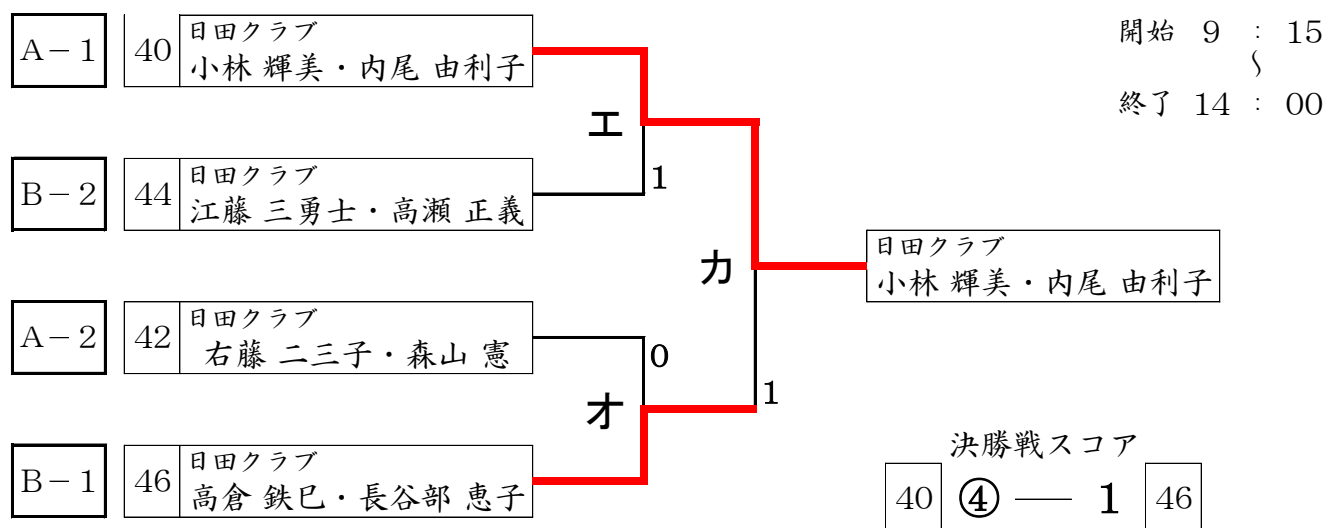 A－1
40
日田クラブ
小林 輝美・内尾 由利子
開始 9 : 15
〜
終了 14 : 00
エ
1
B－2
44
日田クラブ
江藤 三勇士・高瀬 正義
カ
日田クラブ
小林 輝美・内尾 由利子
A－2
42
日田クラブ
右藤 二三子・森山 憲
0
オ
1
B－1
46
日田クラブ
高倉 鉄巳・長谷部 恵子
決勝戦スコア
40 ④ ― 1 46